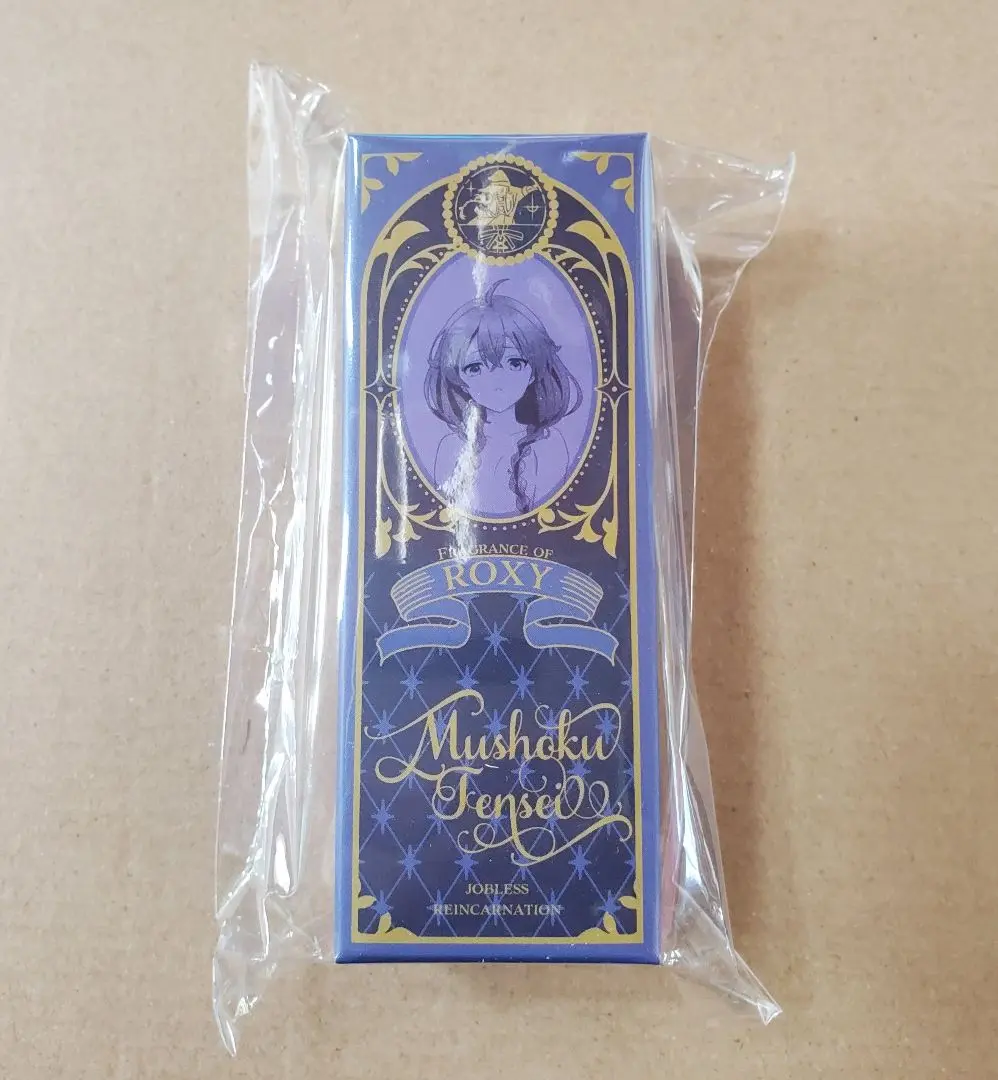 FRAGRANCE OF
ROXY
Mushoku
Tensei
JOBLESS
REINCARNATION